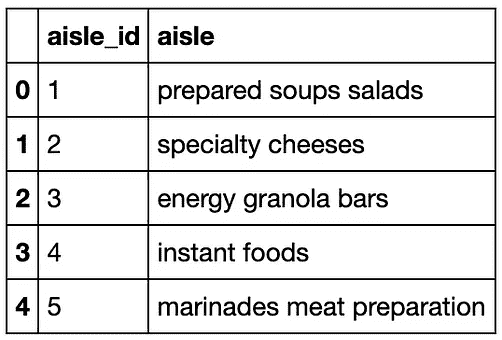 aisle_id aisle
0 1 prepared soups salads
1 2 specialty cheeses
2 3 energy granola bars
3 4 instant foods
4 5 marinades meat preparation